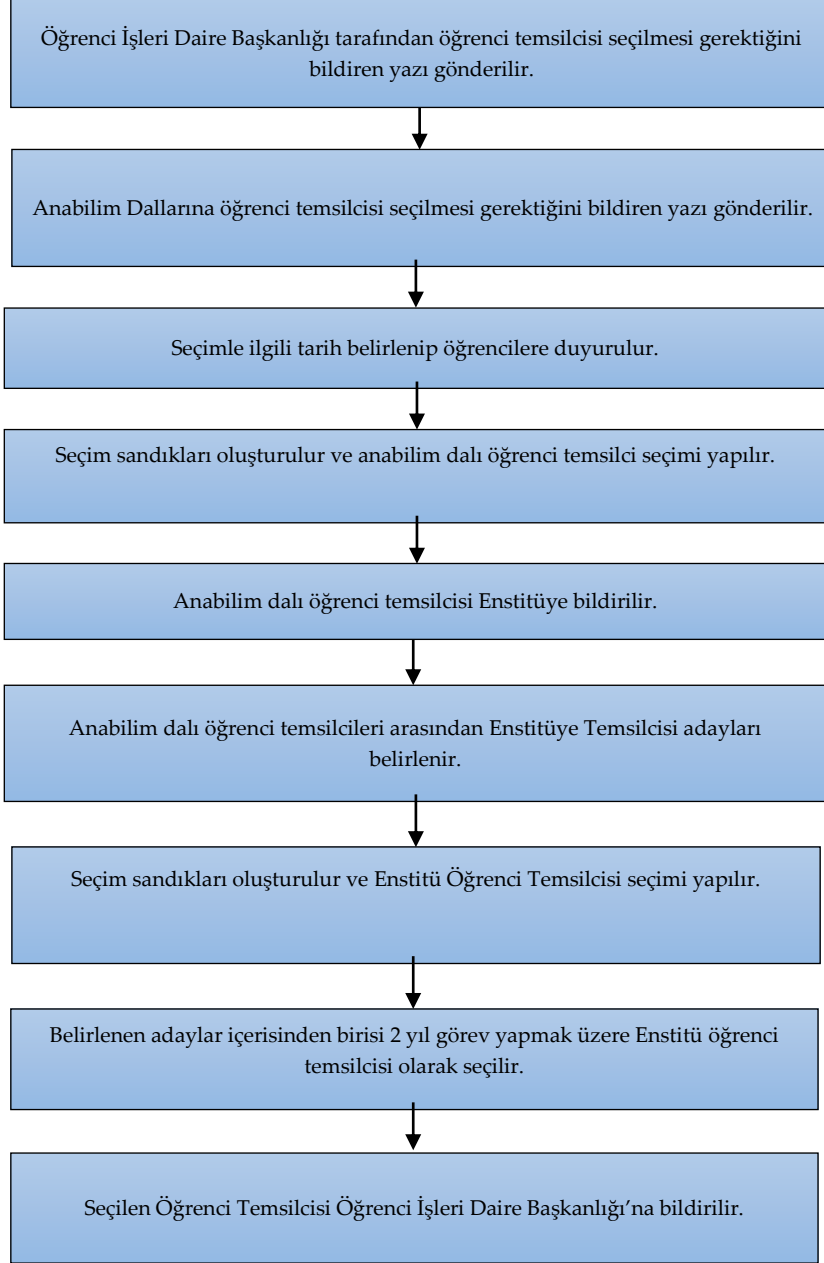 Öğrenci İşleri Daire Başkanlığı tarafından öğrenci temsilcisi seçilmesi gerektiğini
bildiren yazı gönderilir.
Anabilim Dallarına öğrenci temsilcisi seçilmesi gerektiğini bildiren yazı gönderilir.
Seçimle ilgili tarih belirlenip öğrencilere duyurulur.
Seçim sandıkları oluşturulur ve anabilim dalı öğrenci temsilci seçimi yapılır.
Anabilim dalı öğrenci temsilcisi Enstitüye bildirilir.
Anabilim dalı öğrenci temsilcileri arasından Enstitüye Temsilcisi adayları
belirlenir.
Seçim sandıkları oluşturulur ve Enstitü Öğrenci Temsilcisi seçimi yapılır.
Belirlenen adaylar içerisinden birisi 2 yıl görev yapmak üzere Enstitü öğrenci
temsilcisi olarak seçilir.
Seçilen Öğrenci Temsilcisi Öğrenci İşleri Daire Başkanlığı’na bildirilir.